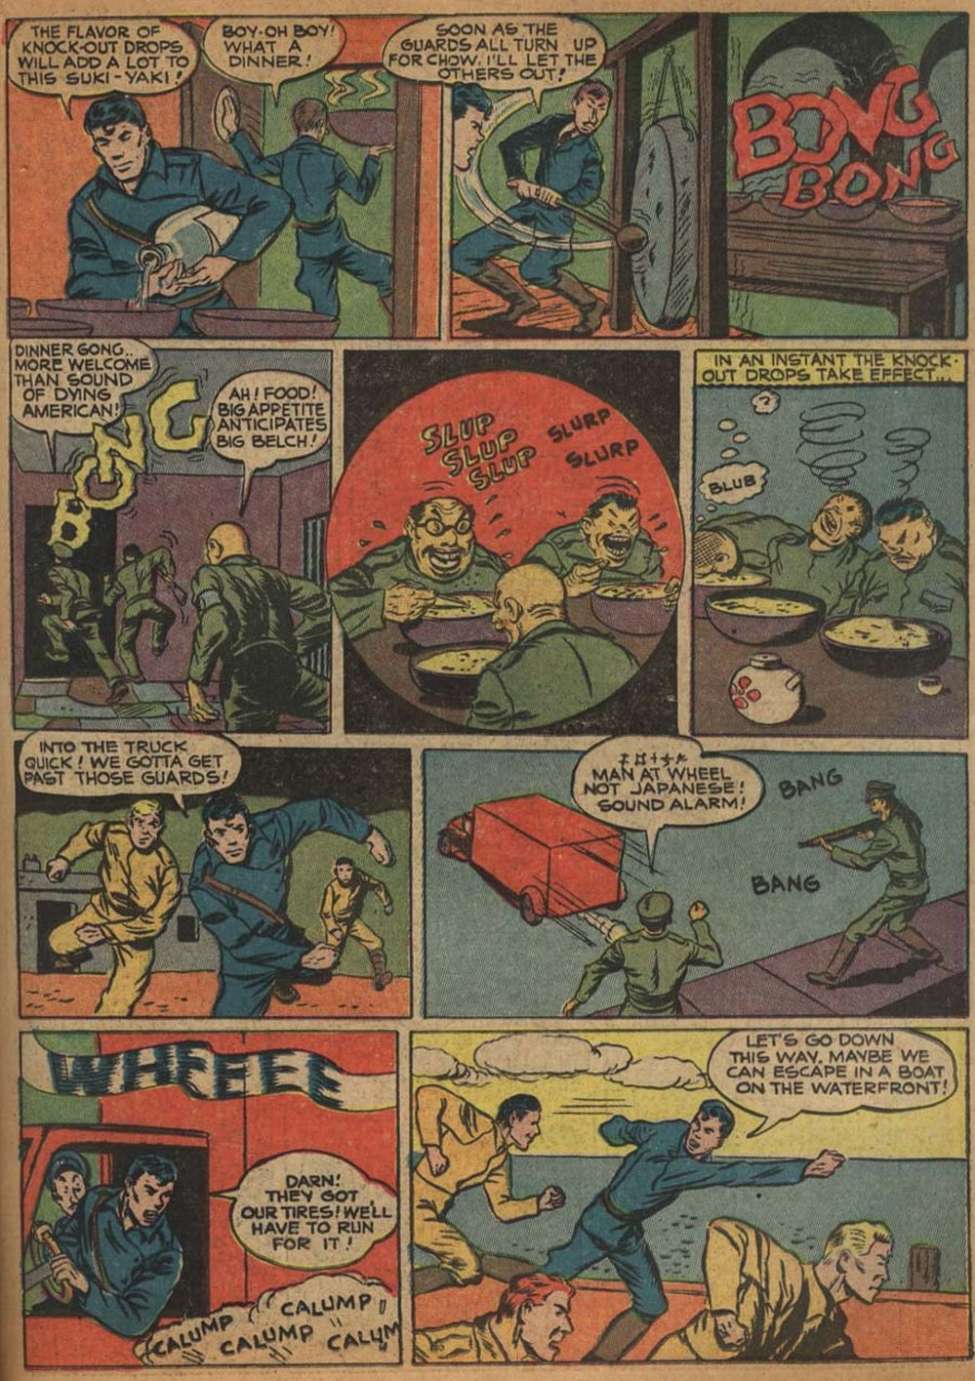 THE FLAVOR OF
KNOCK-OUT DROPS
WILL ADD A LOT TO
THIS SUKI-YAKI!
BOY-OH BOY!
WHAT A
DINNER!
SOON AS THE
GUARDS ALL TURN UP
FOR CHOW. I'LL LET THE
OTHERS OUT!
BONG
BONG
DINNER GONG..
MORE WELCOME
THAN SOUND
OF DYING
AMERICAN!
BONG
AH! FOOD!
BIG APPETITE
ANTICIPATES
BIG BELCH!
SLUP
SLUP
SLUP
SLURP
SLURP
IN AN INSTANT THE KNOCK-
OUT DROPS TAKE EFFECT...
?
BLUB
INTO THE TRUCK
QUICK! WE GOTTA GET
PAST THOSE GUARDS!
MAN AT WHEEL
NOT JAPANESE!
SOUND ALARM!
BANG
BANG
WHEEEE
DARN!
THEY GOT
OUR TIRES! WE'LL
HAVE TO RUN
FOR IT!
CALUMP
CALUMP
CALUMP!
CALUM
LET'S GO DOWN
THIS WAY. MAYBE WE
CAN ESCAPE IN A BOAT
ON THE WATERFRONT!